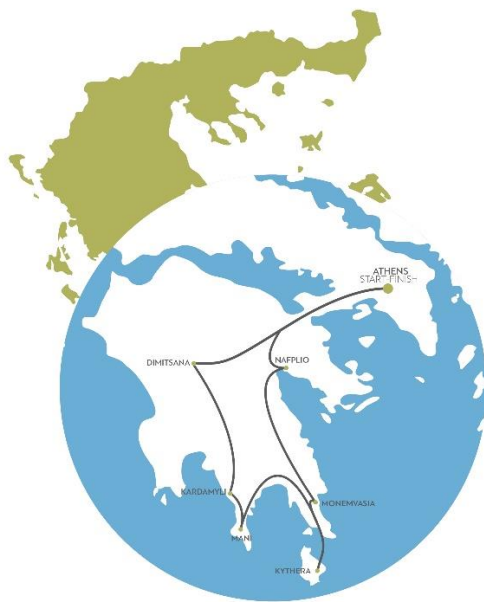 ATHENS
START-FINISH
DIMITSANA
NAFPLIO
KARDAMYLI
MONEMVASIA
MANI
KYTHERA